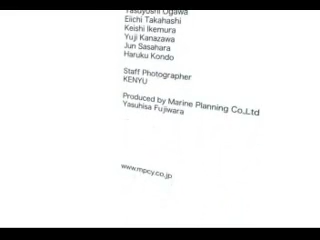 Yasuyoshi Ogawa
Eiichi Takahashi
Keishi Ikemura
Yuji Kanazawa
Jun Sasahara
Haruku Kondo
Staff Photographer
KENYU
Produced by Marine Planning Co.,Ltd
Yasuhisa Fujiwara
www.mpcy.co.jp